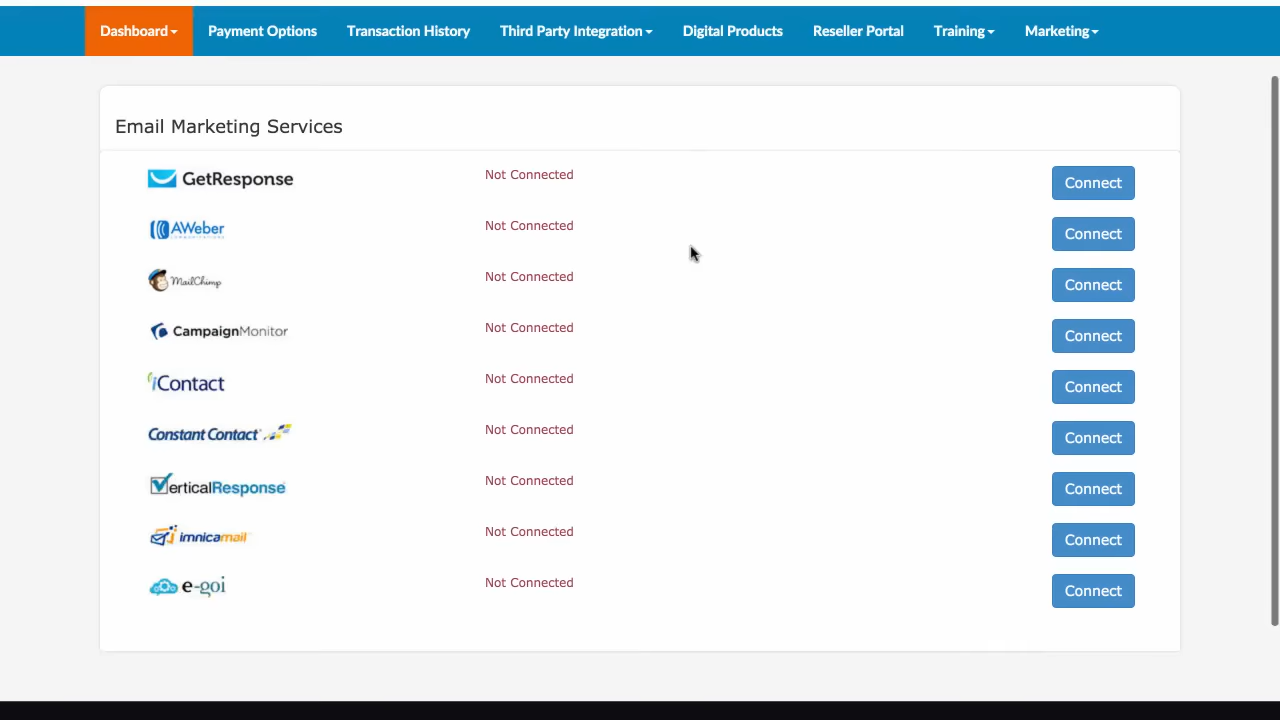 Dashboard Payment Options Transaction History Third Party Integration Digital Products Reseller Portal Training Marketing
Email Marketing Services
GetResponse Not Connected Connect
AWeber Not Connected Connect
COMMUNICATIONS
MailChimp Not Connected Connect
CampaignMonitor Not Connected Connect
iContact Not Connected Connect
Constant Contact Not Connected Connect
VerticalResponse Not Connected Connect
imnicamail Not Connected Connect
e-goi Not Connected Connect